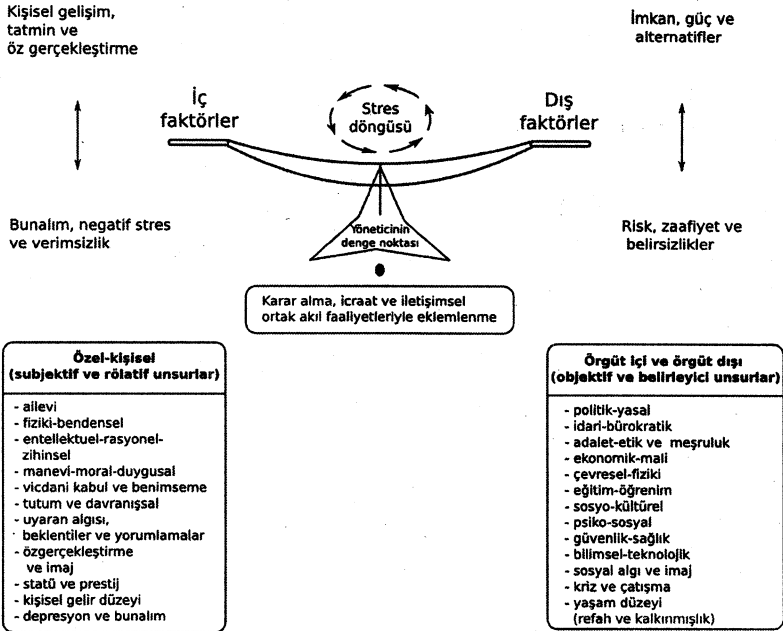 Kişisel gelişim,
tatmin ve
öz gerçekleştirme
İmkan, güç ve
alternatifler
İç
faktörler
Stres
döngüsü
Dış
faktörler
Bunalım, negatif stres
ve verimsizlik
Yöneticinin
denge noktası
Risk, zaafiyet ve
belirsizlikler
Karar alma, icraat ve iletişimsel
ortak akıl faaliyetleriyle eklemlenme
Özel-kişisel
(subjektif ve rölatif unsurlar)
- ailevi
- fiziki-bendensel
- entellektuel-rasyonel-
zihinsel
- manevi-moral-duygusal
- vicdani kabul ve benimseme
- tutum ve davranışsal
- uyaran algısı,
beklentiler ve yorumlamalar
- özgerçekleştirme
ve imaj
- statü ve prestij
- kişisel gelir düzeyi
- depresyon ve bunalım
Örgüt içi ve örgüt dışı
(objektif ve belirleyici unsurlar)
- politik-yasal
- idari-bürokratik
- adalet-etik ve meşruluk
- ekonomik-mali
- çevresel-fiziki
- eğitim-öğrenim
- sosyo-kültürel
- psiko-sosyal
- güvenlik-sağlık
- bilimsel-teknolojik
- sosyal algı ve imaj
- kriz ve çatışma
- yaşam düzeyi
(refah ve kalkınmışlık)